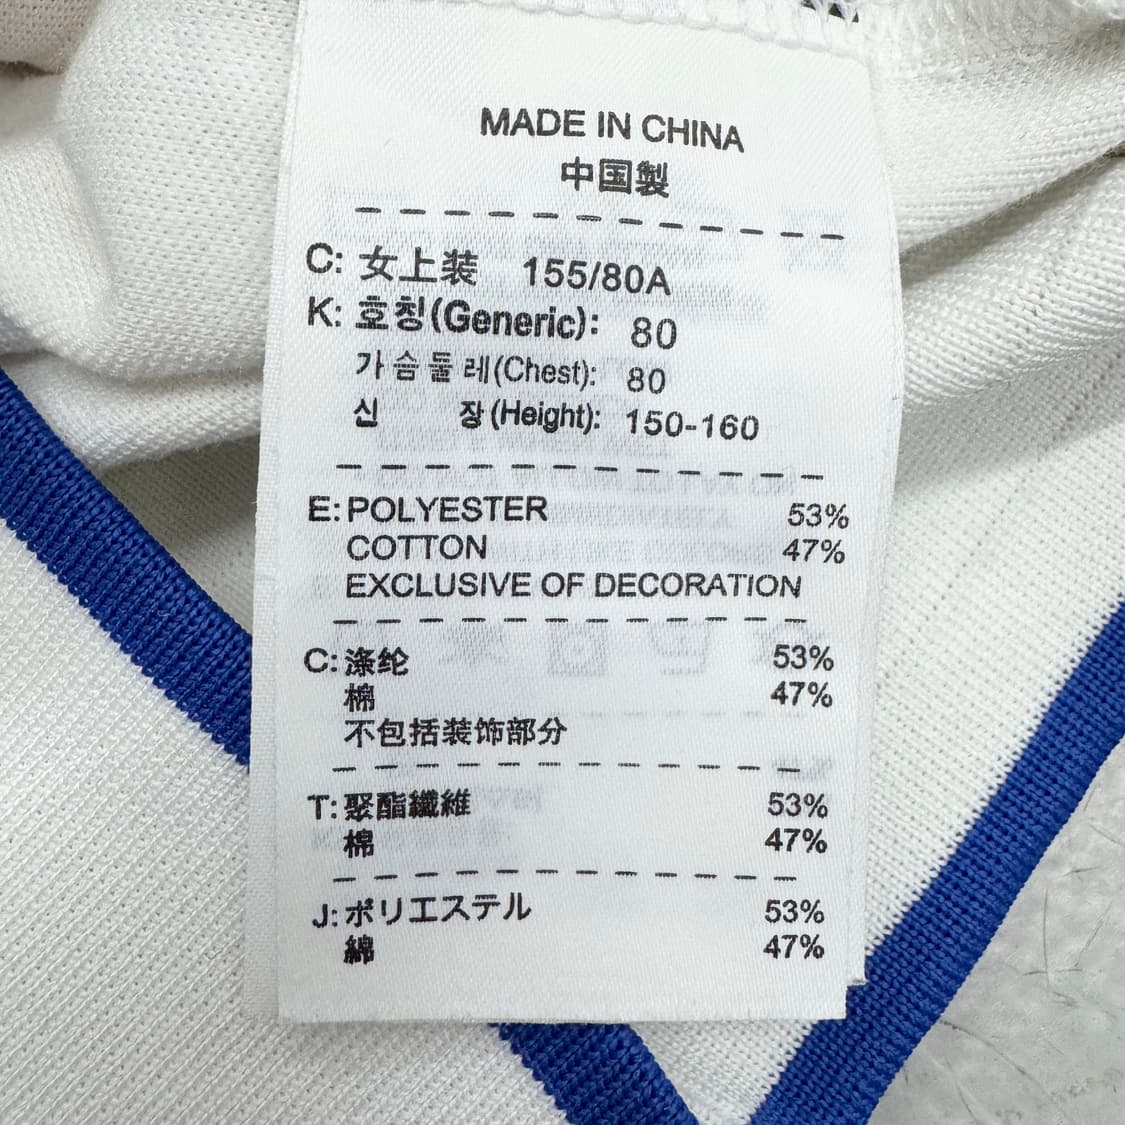 MADE IN CHINA
中国製
C: 女上装 155/80A
K: 호칭(Generic): 80
가슴둘레(Chest): 80
신 장(Height): 150-160
E: POLYESTER 53%
COTTON 47%
EXCLUSIVE OF DECORATION
C: 涤纶 53%
棉 47%
不包括装饰部分
T: 聚酯纖維 53%
棉 47%
J: ポリエステル 53%
綿 47%